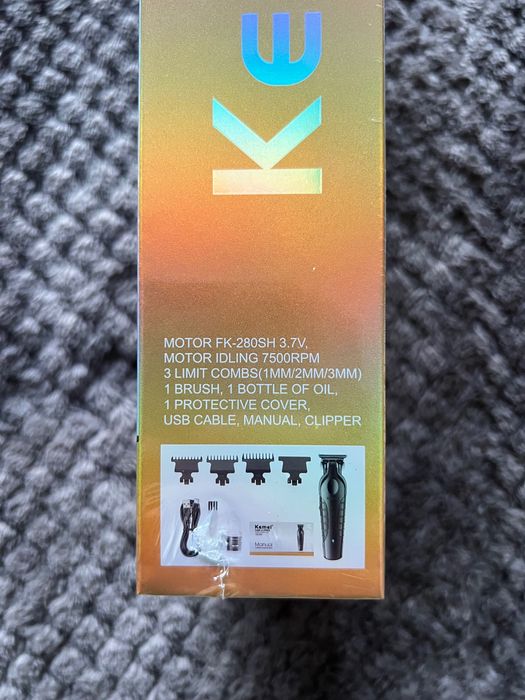 Ke
MOTOR FK-280SH 3.7V,
MOTOR IDLING 7500RPM
3 LIMIT COMBS(1MM/2MM/3MM)
1 BRUSH, 1 BOTTLE OF OIL,
1 PROTECTIVE COVER,
USB CABLE, MANUAL, CLIPPER
Kemei
Manual